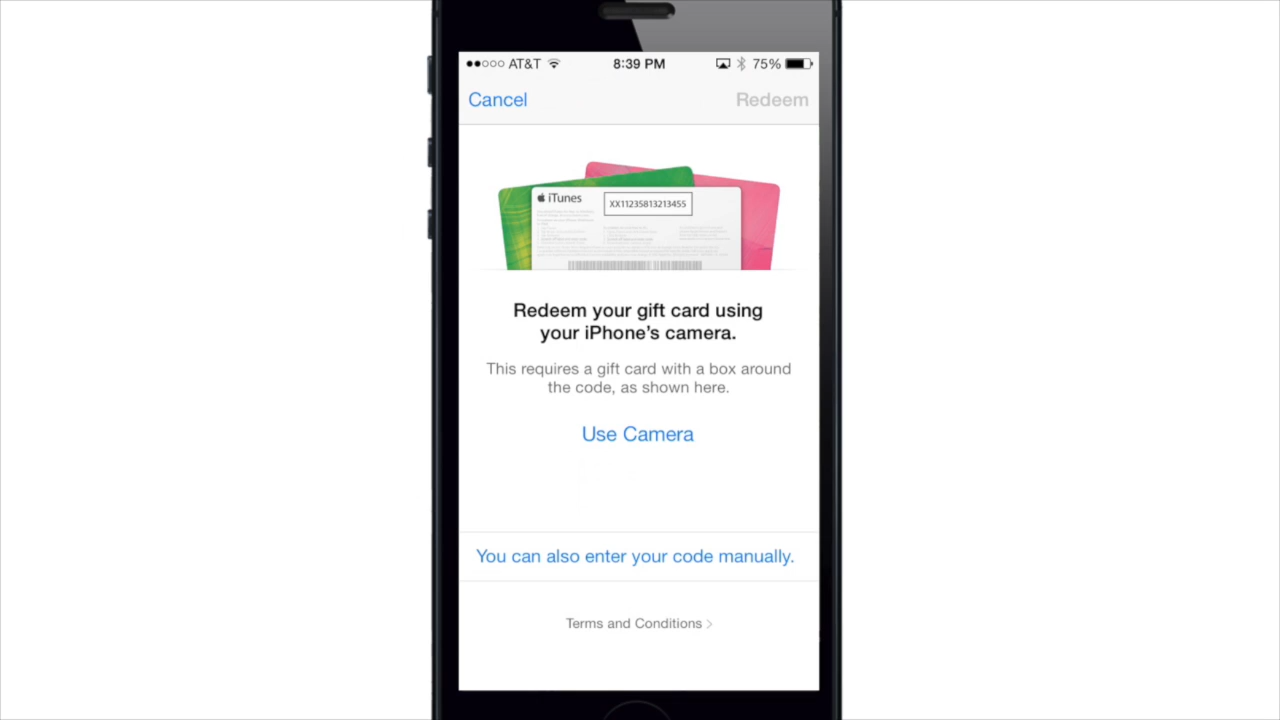 AT&T 8:39 PM 75%
Cancel Redeem
iTunes
XX11235813213455
Redeem your gift card using
your iPhone's camera.
This requires a gift card with a box around
the code, as shown here.
Use Camera
You can also enter your code manually.
Terms and Conditions >